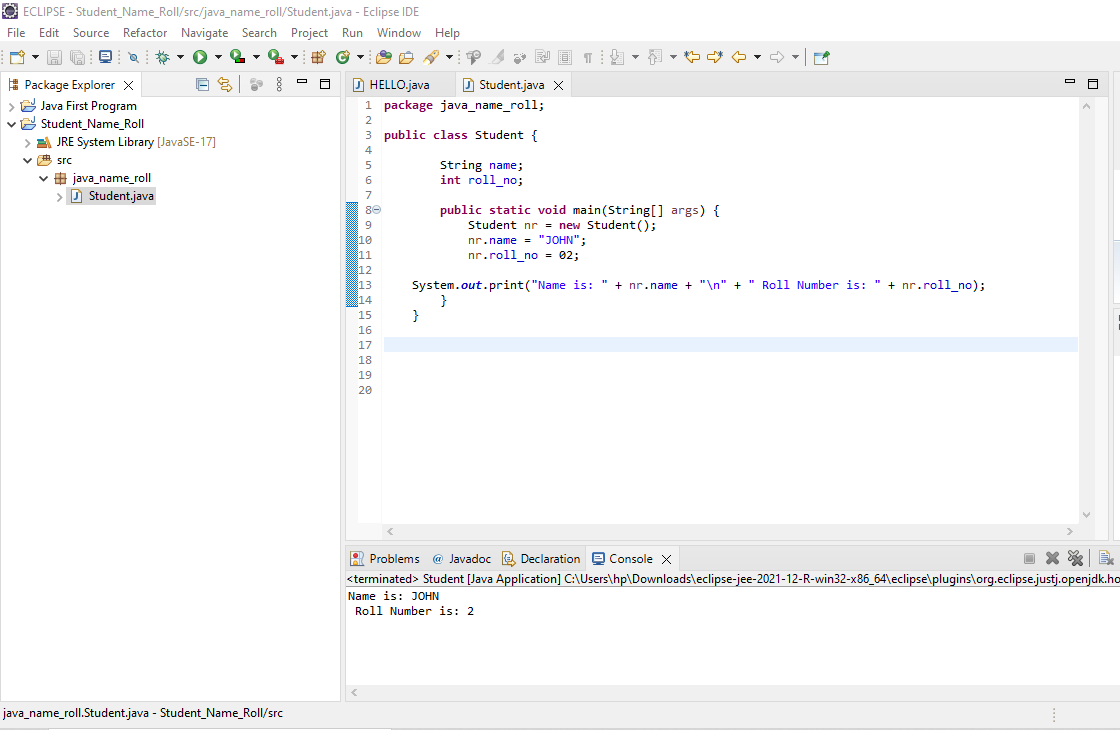 ECLIPSE - Student_Name_Roll/src/java_name_roll/Student.java - Eclipse IDE
File Edit Source Refactor Navigate Search Project Run Window Help
Package Explorer
Java First Program
Student_Name_Roll
JRE System Library [JavaSE-17]
src
java_name_roll
Student.java
HELLO.java Student.java
1 package java_name_roll;
2
3 public class Student {
4
5 String name;
6 int roll_no;
7
8 public static void main(String[] args) {
9 Student nr = new Student();
10 nr.name = "JOHN";
11 nr.roll_no = 02;
12
13 System.out.print("Name is: " + nr.name + "\n" + " Roll Number is: " + nr.roll_no);
14 }
15 }
16
17
18
19
20
Problems @ Javadoc Declaration Console
<terminated> Student [Java Application] C:\Users\hp\Downloads\eclipse-jee-2021-12-R-win32-x86_64\eclipse\plugins\org.eclipse.justj.openjdk.ho
Name is: JOHN
Roll Number is: 2
java_name_roll.Student.java - Student_Name_Roll/src